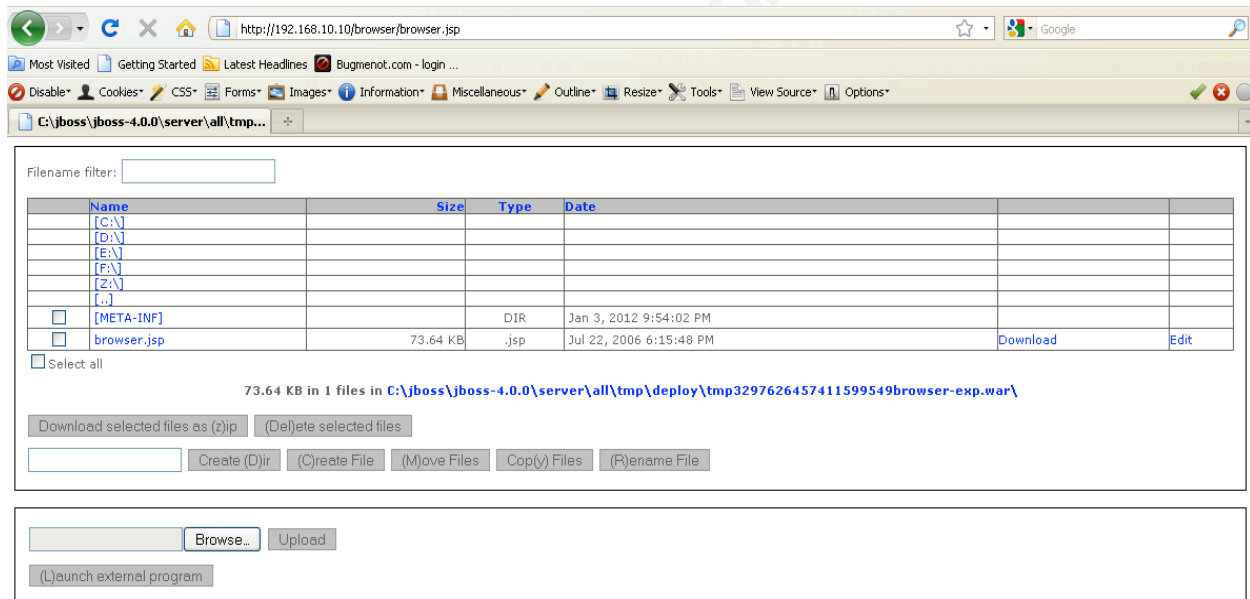 http://192.168.10.10/browser/browser.jsp Google
Most Visited Getting Started Latest Headlines Bugmenot.com - login ...
Disable Cookies CSS Forms Images Information Miscellaneous Outline Resize Tools View Source Options
C:\jboss\jboss-4.0.0\server\all\tmp...
Filename filter:
Name Size Type Date
[C:\]
[D:\]
[E:\]
[F:\]
[Z:\]
[..]
[META-INF] DIR Jan 3, 2012 9:54:02 PM
browser.jsp 73.64 KB .jsp Jul 22, 2006 6:15:48 PM Download Edit
Select all
73.64 KB in 1 files in C:\jboss\jboss-4.0.0\server\all\tmp\deploy\tmp3297626457411599549browser-exp.war\
Download selected files as (z)ip (Del)ete selected files
Create (D)ir (C)reate File (M)ove Files Cop(y) Files (R)ename File
Browse... Upload
(L)aunch external program